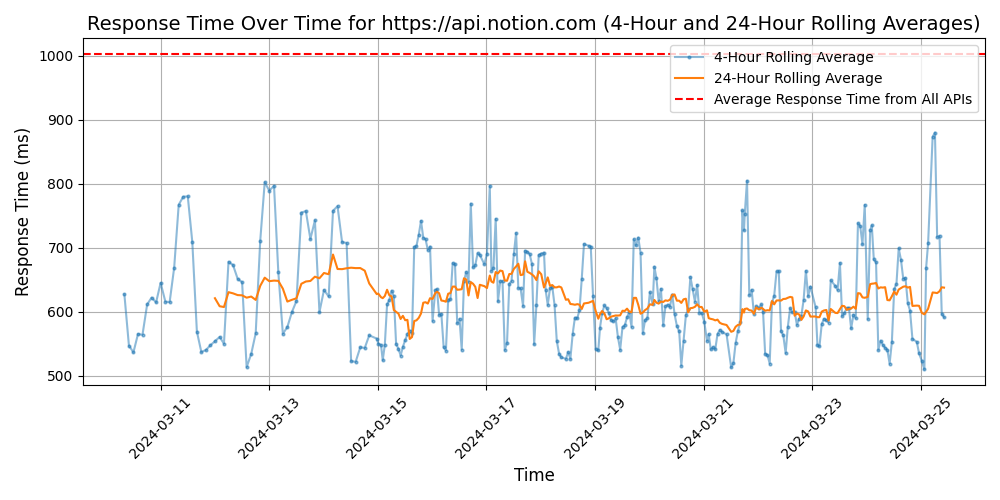 Response Time Over Time for https://api.notion.com (4-Hour and 24-Hour Rolling Averages)
Response Time (ms)
1000
900
800
700
600
500
4-Hour Rolling Average
24-Hour Rolling Average
Average Response Time from All APIs
2024-03-11
2024-03-13
2024-03-15
2024-03-17
2024-03-19
2024-03-21
2024-03-23
2024-03-25
Time